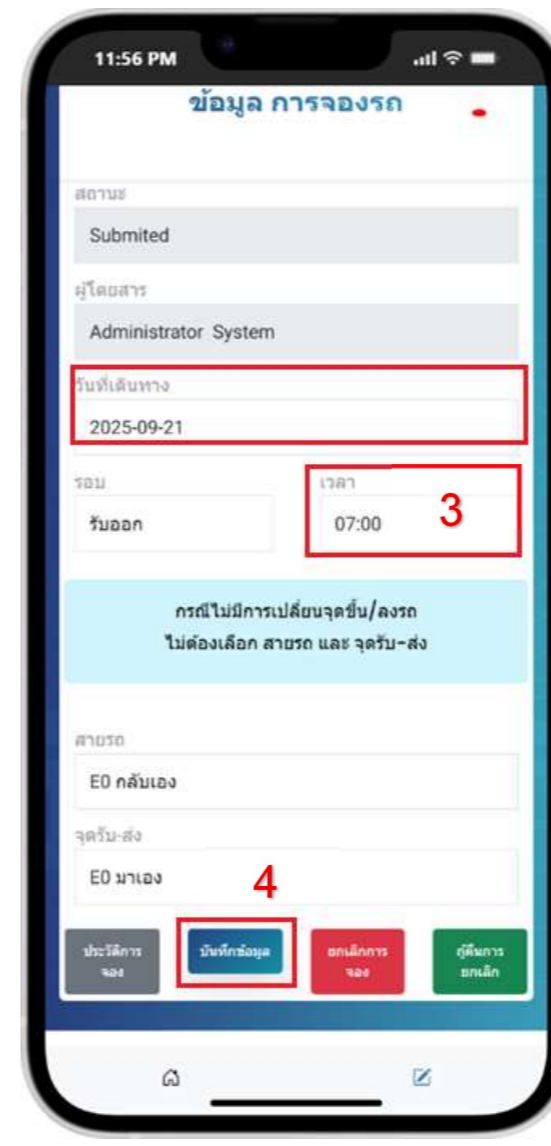 11:56 PM
ข้อมูล การจองรถ
สถานะ
Submited
ผู้โดยสาร
Administrator System
วันที่เดินทาง
2025-09-21
รอบ
เวลา
รับออก
07:00
3
กรณีไม่มีการเปลี่ยนจุดขึ้น/ลงรถ
ไม่ต้องเลือก สายรถ และ จุดรับ-ส่ง
สายรถ
E0 กลับเอง
จุดรับ-ส่ง
E0 มาเอง
4
ประวัติการ
จอง
บันทึกข้อมูล
ยกเลิกการ
จอง
กู้คืนการ
ยกเลิก